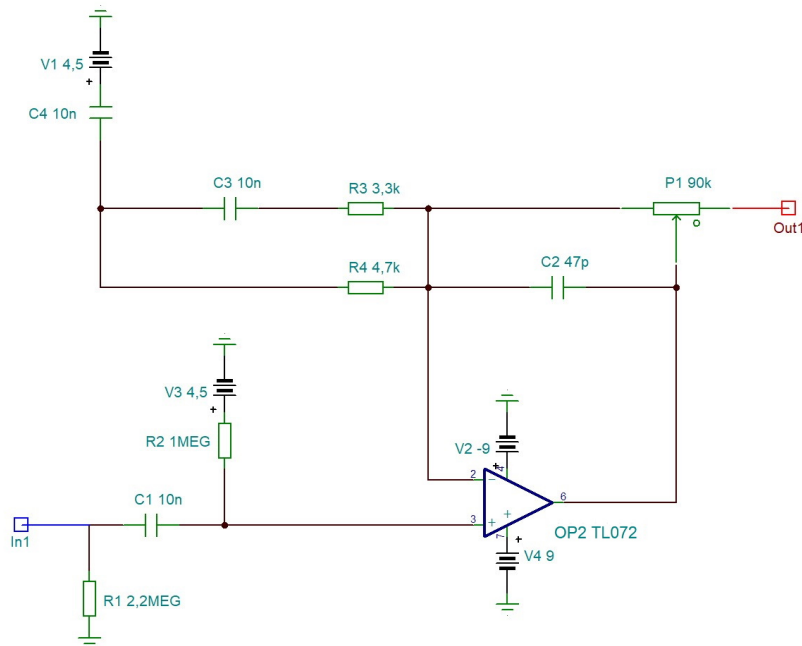 V1 4,5
+
C4 10n
C3 10n
R3 3,3k
P1 90k
Out1
R4 4,7k
C2 47p
V3 4,5
+
R2 1MEG
V2 -9
+
4
C1 10n
2
-
6
In1
3
+
+
OP2 TL072
7
+
V4 9
R1 2,2MEG